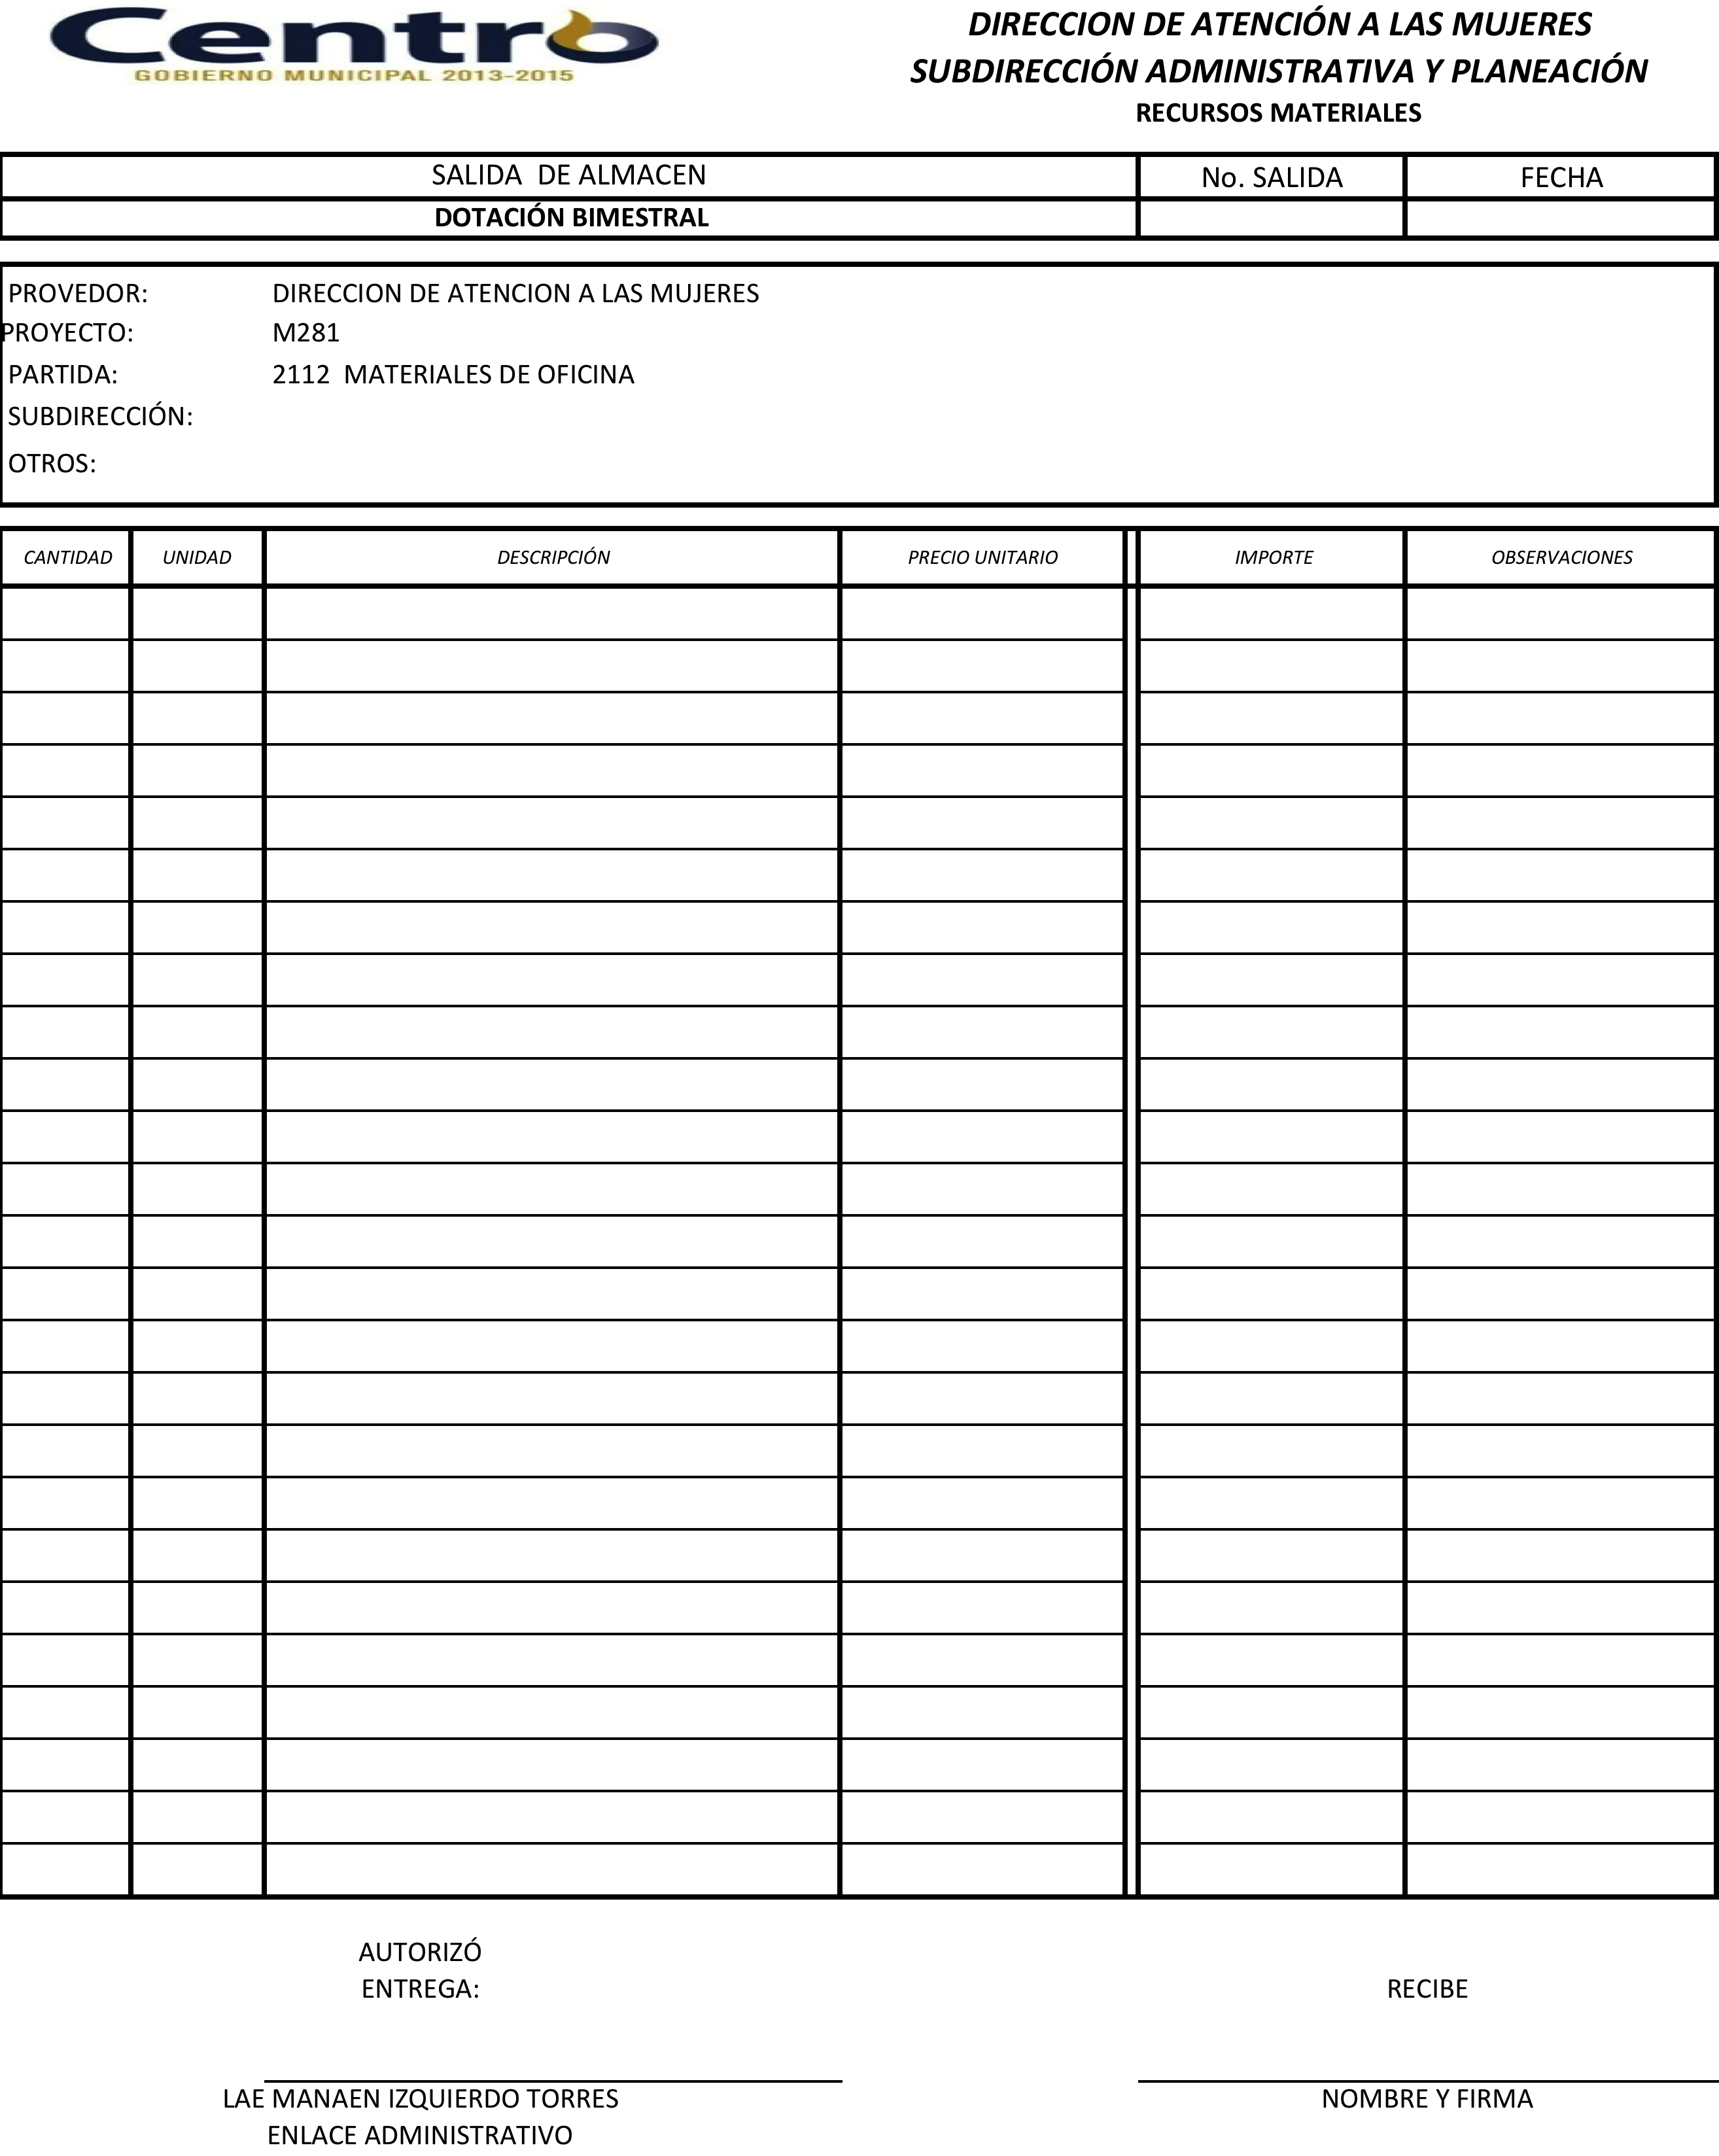 Centro
GOBIERNO MUNICIPAL 2013-2015
DIRECCION DE ATENCIÓN A LAS MUJERES
SUBDIRECCIÓN ADMINISTRATIVA Y PLANEACIÓN
RECURSOS MATERIALES
SALIDA DE ALMACEN No. SALIDA FECHA
DOTACIÓN BIMESTRAL
PROVEDOR: DIRECCION DE ATENCION A LAS MUJERES
PROYECTO: M281
PARTIDA: 2112 MATERIALES DE OFICINA
SUBDIRECCIÓN:
OTROS:
CANTIDAD UNIDAD DESCRIPCIÓN PRECIO UNITARIO IMPORTE OBSERVACIONES
AUTORIZÓ
ENTREGA: RECIBE
LAE MANAEN IZQUIERDO TORRES NOMBRE Y FIRMA
ENLACE ADMINISTRATIVO